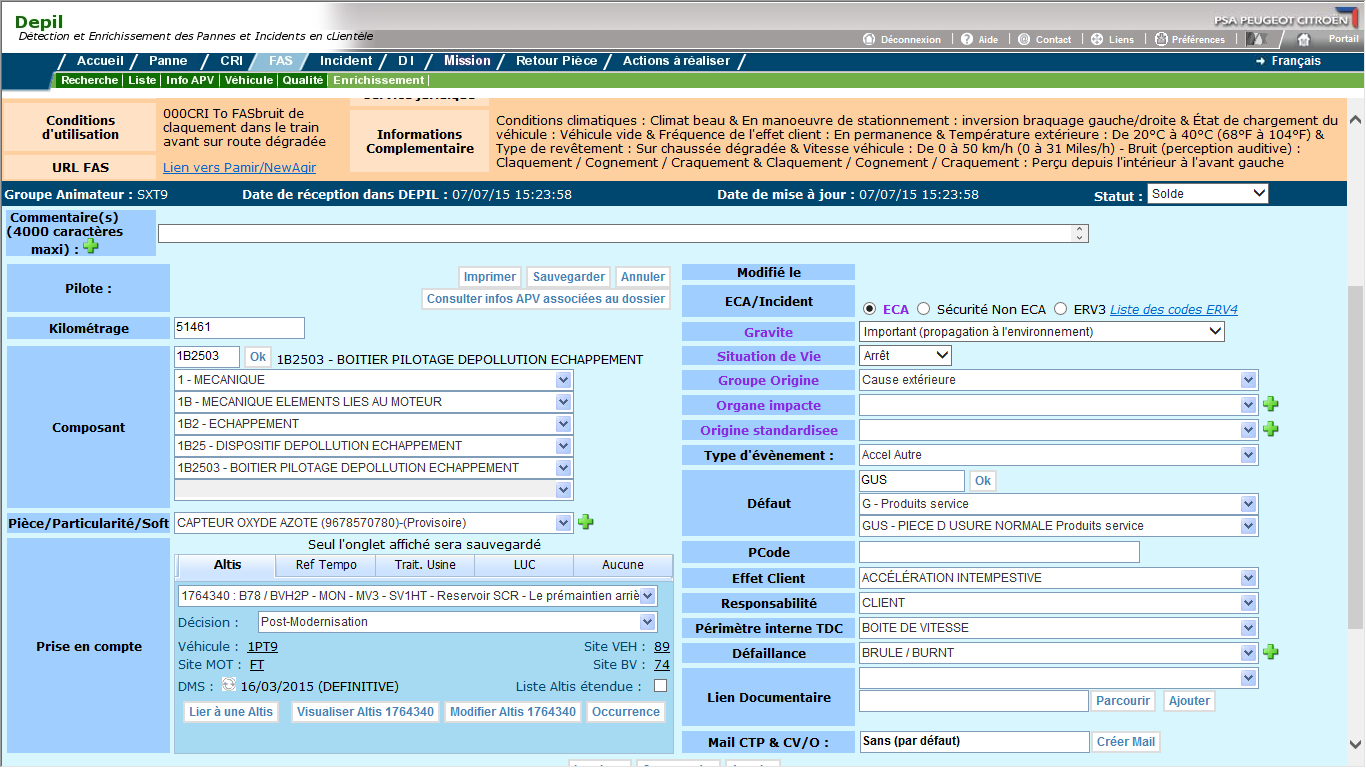 Depil
Détection et Enrichissement des Pannes et Incidents en cLientèle
PSA PEUGEOT CITROËN
Déconnexion | Aide | Contact | Liens | Préférences | Portail
Accueil / Panne / CRI / FAS / Incident / D I / Mission / Retour Pièce / Actions à réaliser /
→ Français
Recherche | Liste | Info APV | Véhicule | Qualité | Enrichissement |
Conditions d'utilisation
000CRI To FASbruit de
claquement dans le train
avant sur route dégradée
Informations Complementaire
Conditions climatiques : Climat beau & En manoeuvre de stationnement : inversion braquage gauche/droite & État de chargement du
véhicule : Véhicule vide & Fréquence de l'effet client : En permanence & Température extérieure : De 20°C à 40°C (68°F à 104°F) &
Type de revêtement : Sur chaussée dégradée & Vitesse véhicule : De 0 à 50 km/h (0 à 31 Miles/h) - Bruit (perception auditive) :
Claquement / Cognement / Craquement & Claquement / Cognement / Craquement : Perçu depuis l'intérieur à l'avant gauche
URL FAS
Lien vers Pamir/NewAgir
Groupe Animateur : SXT9
Date de réception dans DEPIL : 07/07/15 15:23:58
Date de mise à jour : 07/07/15 15:23:58
Statut : Solde
Commentaire(s)
(4000 caractères
maxi) :
Pilote :
Imprimer Sauvegarder Annuler
Consulter infos APV associées au dossier
Kilométrage
51461
Composant
1B2503 Ok 1B2503 - BOITIER PILOTAGE DEPOLLUTION ECHAPPEMENT
1 - MECANIQUE
1B - MECANIQUE ELEMENTS LIES AU MOTEUR
1B2 - ECHAPPEMENT
1B25 - DISPOSITIF DEPOLLUTION ECHAPPEMENT
1B2503 - BOITIER PILOTAGE DEPOLLUTION ECHAPPEMENT
Pièce/Particularité/Soft
CAPTEUR OXYDE AZOTE (9678570780)-(Provisoire)
Prise en compte
Seul l'onglet affiché sera sauvegardé
Altis Ref Tempo Trait. Usine LUC Aucune
1764340 : B78 / BVH2P - MON - MV3 - SV1HT - Reservoir SCR - Le prémaintien arriè
Décision : Post-Modernisation
Véhicule : 1PT9 Site VEH : 89
Site MOT : FT Site BV : 74
DMS : 16/03/2015 (DEFINITIVE) Liste Altis étendue :
Lier à une Altis Visualiser Altis 1764340 Modifier Altis 1764340 Occurrence
Modifié le
ECA/Incident
ECA Sécurité Non ECA ERV3 Liste des codes ERV4
Gravite
Important (propagation à l'environnement)
Situation de Vie
Arrêt
Groupe Origine
Cause extérieure
Organe impacte
Origine standardisee
Type d'évènement :
Accel Autre
Défaut
GUS Ok
G - Produits service
GUS - PIECE D USURE NORMALE Produits service
PCode
Effet Client
ACCÉLÉRATION INTEMPESTIVE
Responsabilité
CLIENT
Périmètre interne TDC
BOITE DE VITESSE
Défaillance
BRULE / BURNT
Lien Documentaire
Parcourir Ajouter
Mail CTP & CV/O :
Sans (par défaut) Créer Mail